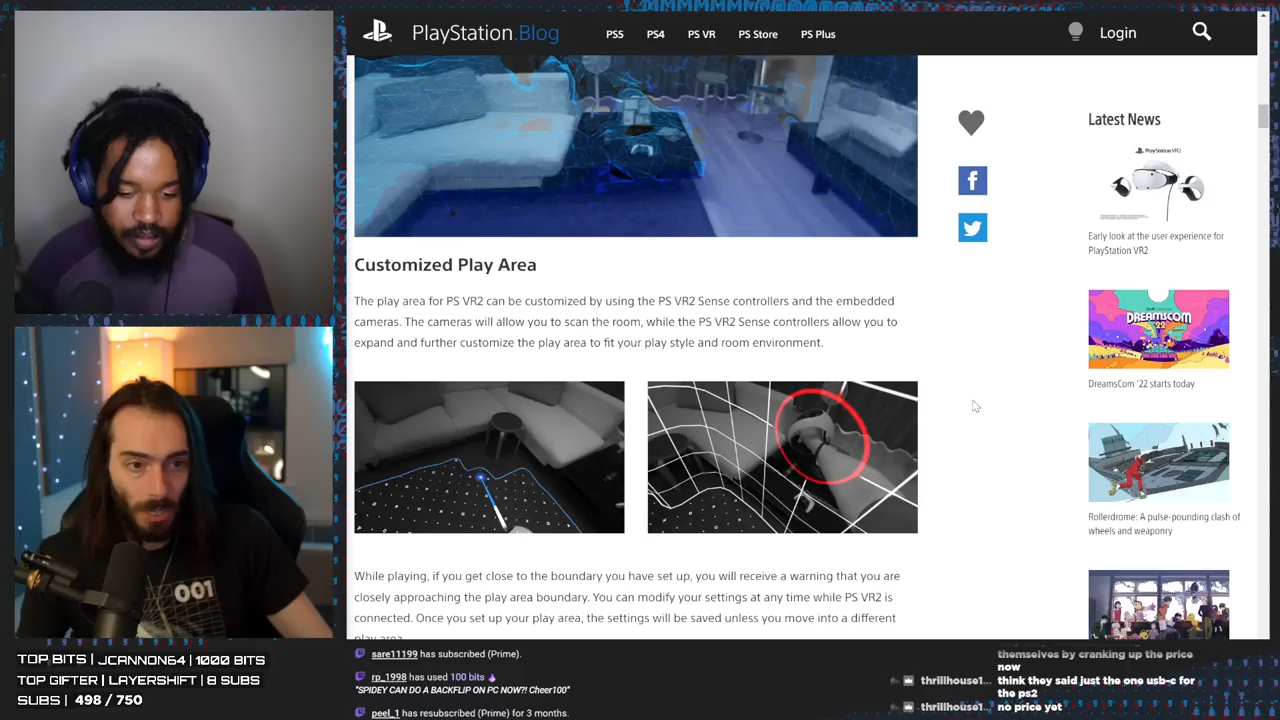 PlayStation.Blog
PS5
PS4
PS VR
PS Store
PS Plus
Login
Customized Play Area
The play area for PS VR2 can be customized by using the PS VR2 Sense controllers and the embedded
cameras. The cameras will allow you to scan the room, while the PS VR2 Sense controllers allow you to
expand and further customize the play area to fit your play style and room environment.
While playing, if you get close to the boundary you have set up, you will receive a warning that you are
closely approaching the play area boundary. You can modify your settings at any time while PS VR2 is
connected. Once you set up your play area, the settings will be saved unless you move into a different
play area.
Latest News
PlayStation VR2
Early look at the user experience for
PlayStation VR2
DREAMSCOM
'22
DreamsCom '22 starts today
Rollerdrome: A pulse-pounding clash of
wheels and weaponry
001
TOP BITS | JCANNON64 | 1000 BITS
TOP GIFTER | LAYERSHIFT | 8 SUBS
SUBS | 498 / 750
sare11199 has subscribed (Prime).
rp_1998 has used 100 bits
"SPIDEY CAN DO A BACKFLIP ON PC NOW?! Cheer100"
peel_1 has resubscribed (Prime) for 3 months.
themselves by cranking up the price
now
thrillhouse1... think they said just the one usb-c for
the ps2
thrillhouse1... no price yet